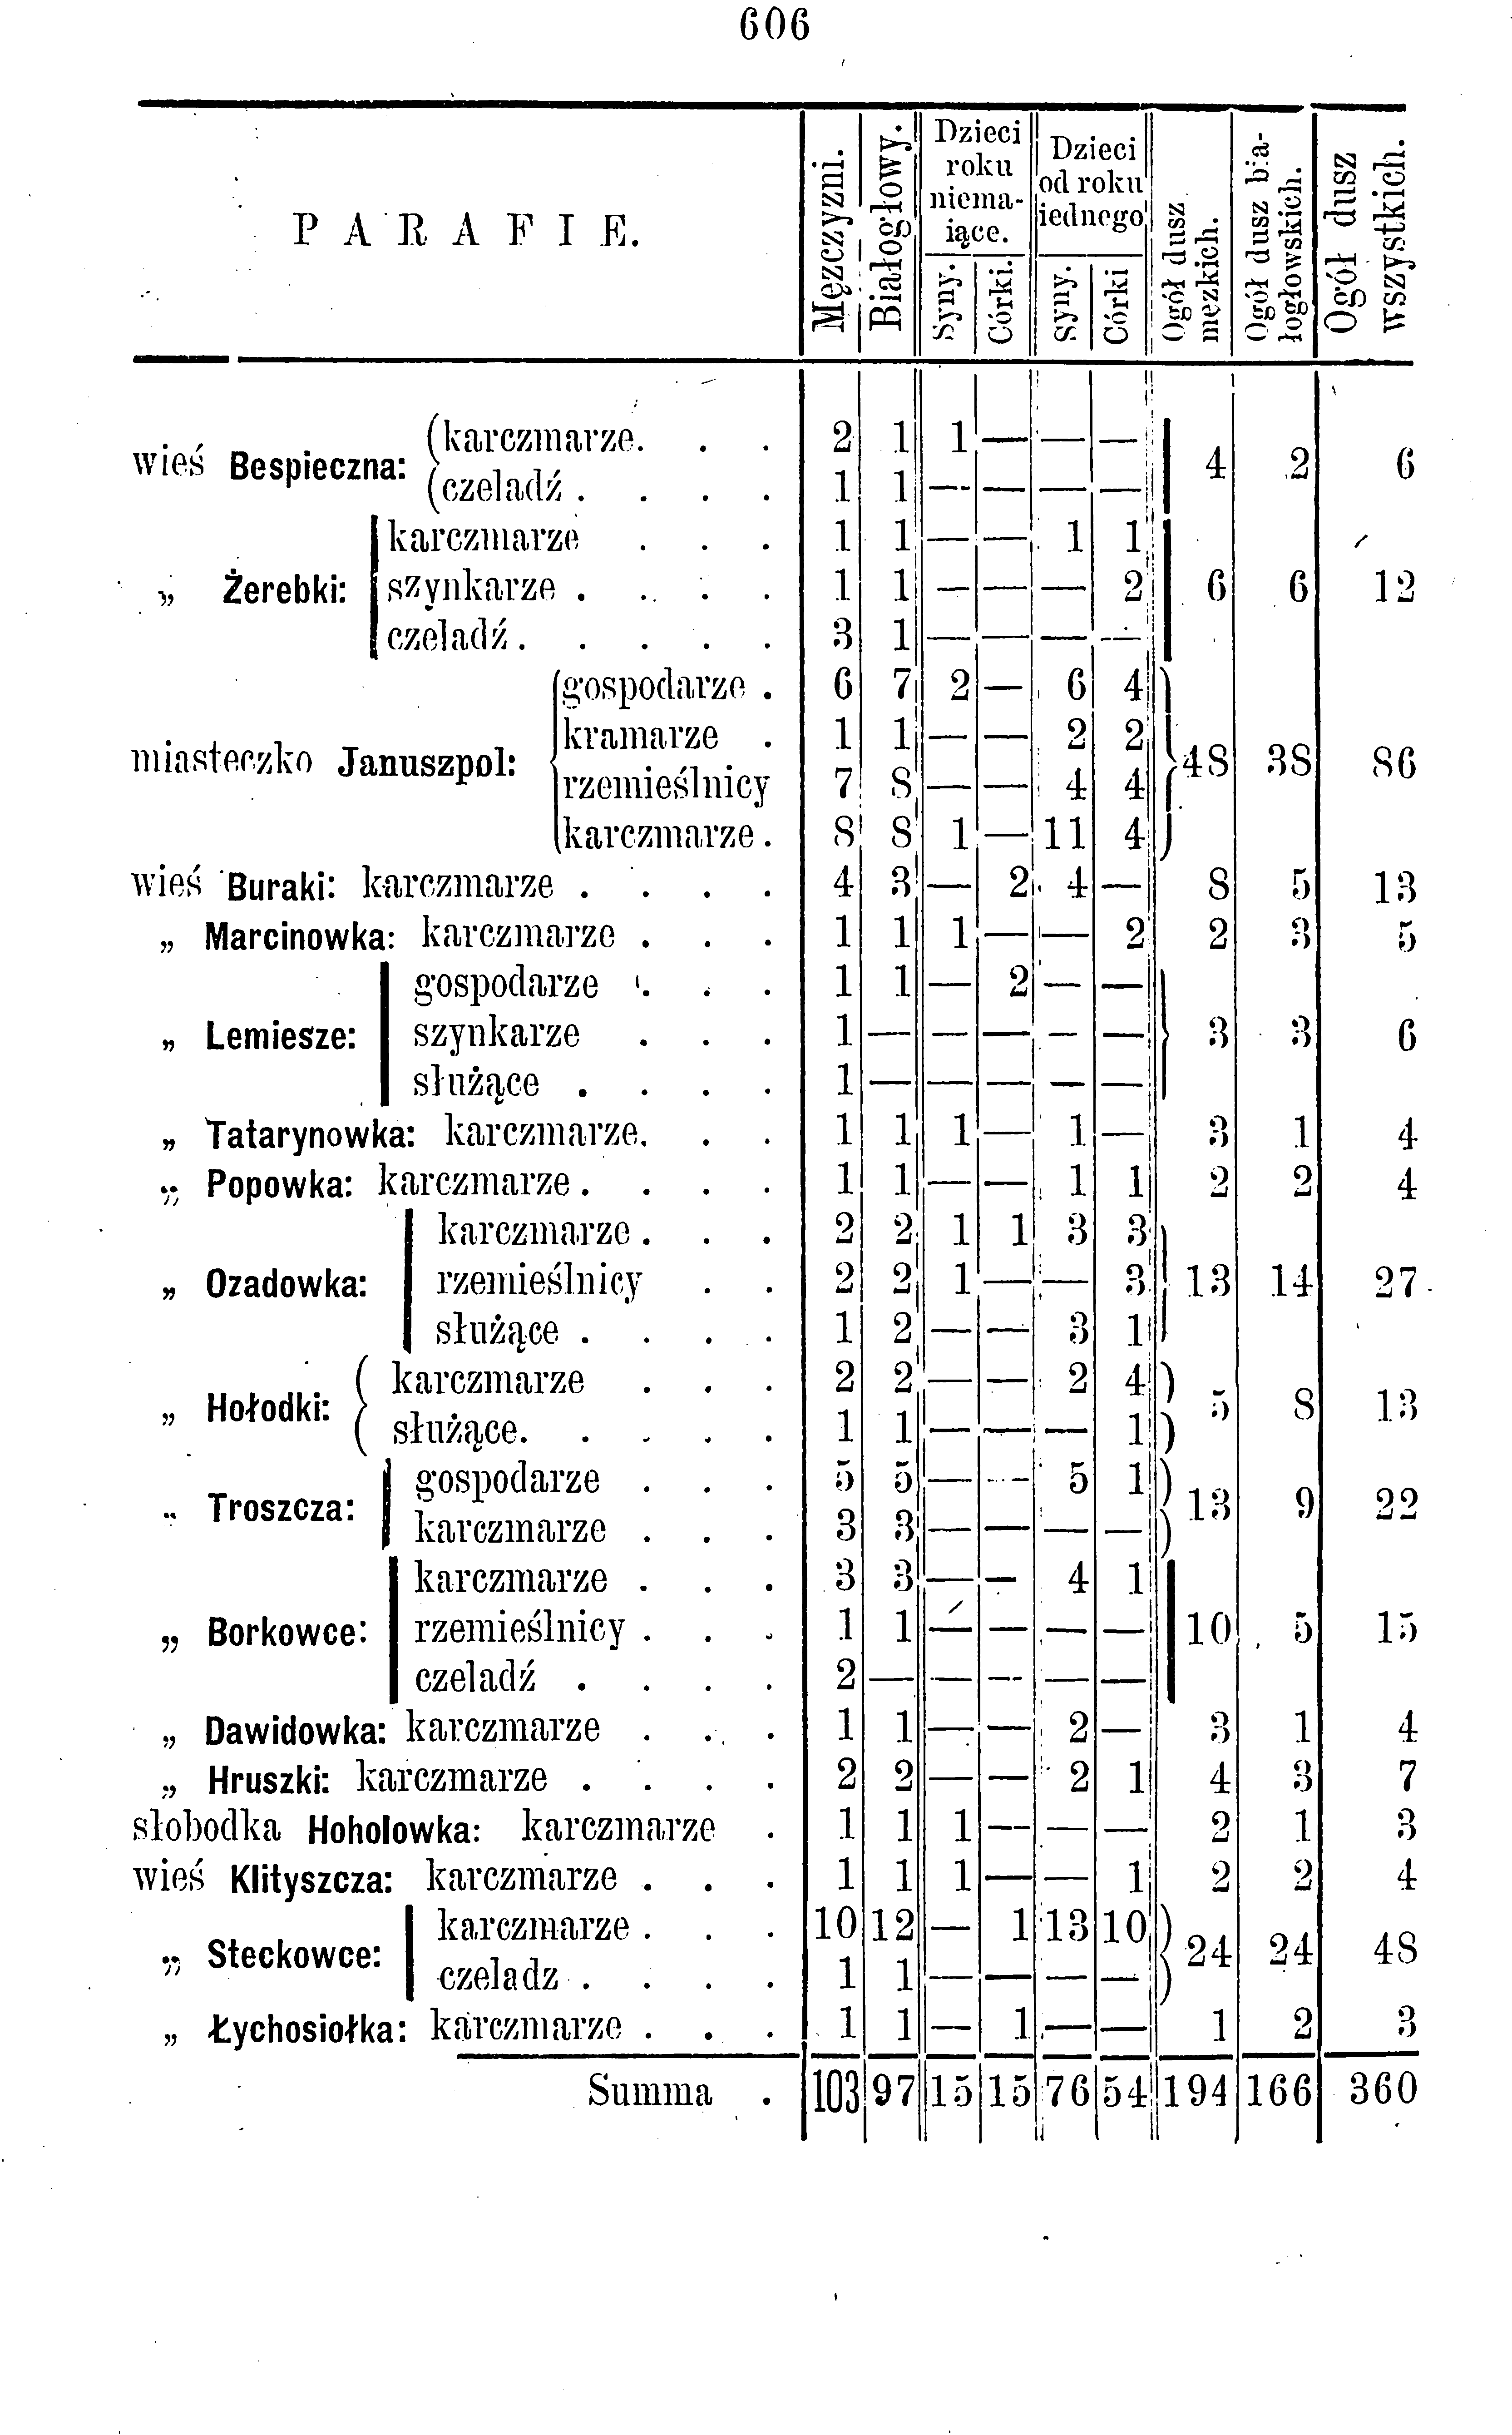 606
PARAFIE. Mężczyzni. Białogłowy. Dzieci roku niema-iące. Syny. Córki. Dzieci od roku iednego Syny. Córki Ogół dusz męzkich. Ogół dusz bia-łogłowskich. Ogół dusz wszystkich.
wieś Bespieczna: (karczmarze. . . 2 1 1 — — — 4 2 6
(czeladź . . . . 1 1 — — — —
„ Żerebki: karczmarze . . . 1 1 — — 1 1 6 6 12
szynkarze . . . . 1 1 — — — 2
czeladź . . . . . 3 1 — — — —
miasteczko Januszpol: gospodarze . 6 7 2 — 6 4 48 38 86
kramarze . 1 1 — — 2 2
rzemieślnicy 7 8 — — 4 4
karczmarze . 8 8 1 — 11 4
wieś Buraki: karczmarze . . . . 4 3 — 2 4 — 8 5 13
„ Marcinowka: karczmarze . . . 1 1 1 — — 2 2 3 5
„ Lemiesze: gospodarze . . . 1 1 — 2 — — 3 3 6
szynkarze . . . 1 — — — — —
służące . . . . 1 — — — — —
„ Tatarynowka: karczmarze. . . 1 1 1 — 1 — 3 1 4
„ Popowka: karczmarze . . . . 1 1 — — 1 1 2 2 4
„ Ozadowka: karczmarze . . . 2 2 1 1 3 3 13 14 27
rzemieślnicy . . 2 2 1 — — 3
służące . . . . 1 2 — — 3 1
„ Hołodki: ( karczmarze . . . 2 2 — — 2 4 5 8 13
( służące. . . . . 1 1 — — — 1
„ Troszcza: gospodarze . . . 5 5 — — 5 1 13 9 22
karczmarze . . . 3 3 — — — —
„ Borkowce: karczmarze . . . 3 3 — — 4 1 10 5 15
rzemieślnicy . . . 1 1 — — — —
czeladź . . . . 2 — — — — —
„ Dawidowka: karczmarze . . . 1 1 — — 2 — 3 1 4
„ Hruszki: karczmarze . . . . 2 2 — — 2 1 4 3 7
słobodka Hoholowka: karczmarze . 1 1 1 — — — 2 1 3
wieś Klityszcza: karczmarze . . . 1 1 1 — — 1 2 2 4
„ Steckowce: karczmarze . . . 10 12 — 1 13 10 24 24 48
czeladz . . . . 1 1 — — — —
„ Łychosiołka: karczmarze . . . 1 1 — 1 — — 1 2 3
Summa . 103 97 15 15 76 54 194 166 360